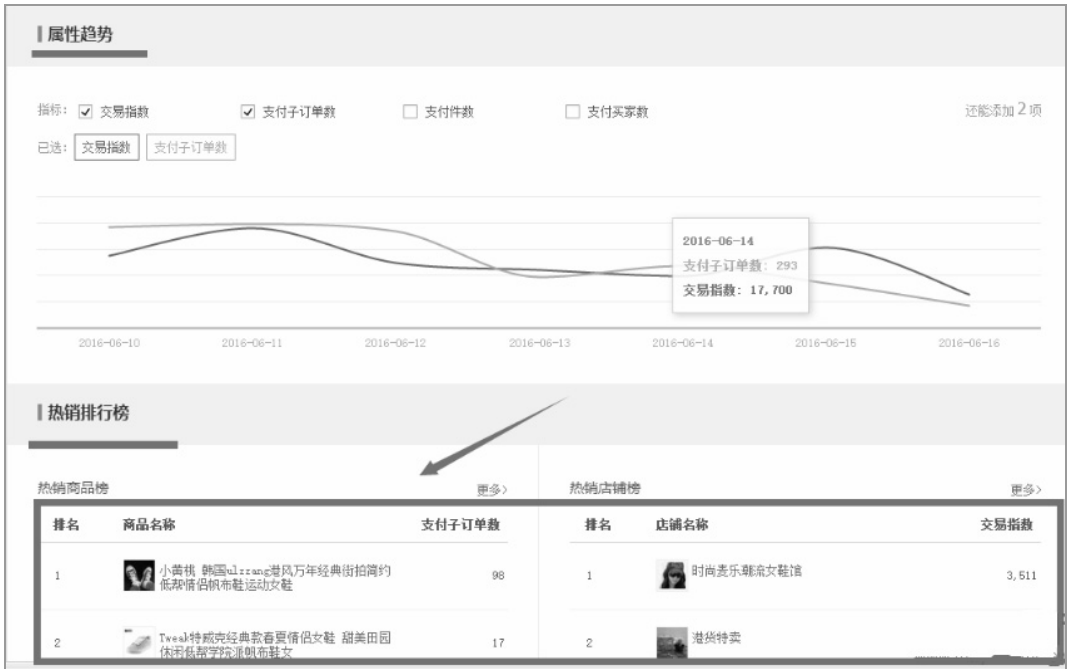 属性趋势
指标： 交易指数 支付子订单数 支付件数 支付买家数 还能添加 2 项
已选： 交易指数 支付子订单数
2016-06-14
支付子订单数： 293
交易指数： 17,700
2016-06-10 2016-06-11 2016-06-12 2016-06-13 2016-06-14 2016-06-15 2016-06-16
热销排行榜
热销商品榜 更多>
排名 商品名称 支付子订单数
1 小黄桃 韩国ulzzang港风万年经典街拍简约 98
低帮情侣帆布鞋运动女鞋
2 Tweak特威克经典款春夏情侣女鞋 甜美田园 17
休闲低帮学院派帆布鞋女
热销店铺榜 更多>
排名 店铺名称 交易指数
1 时尚麦乐潮流女鞋馆 3,511
2 港货特卖